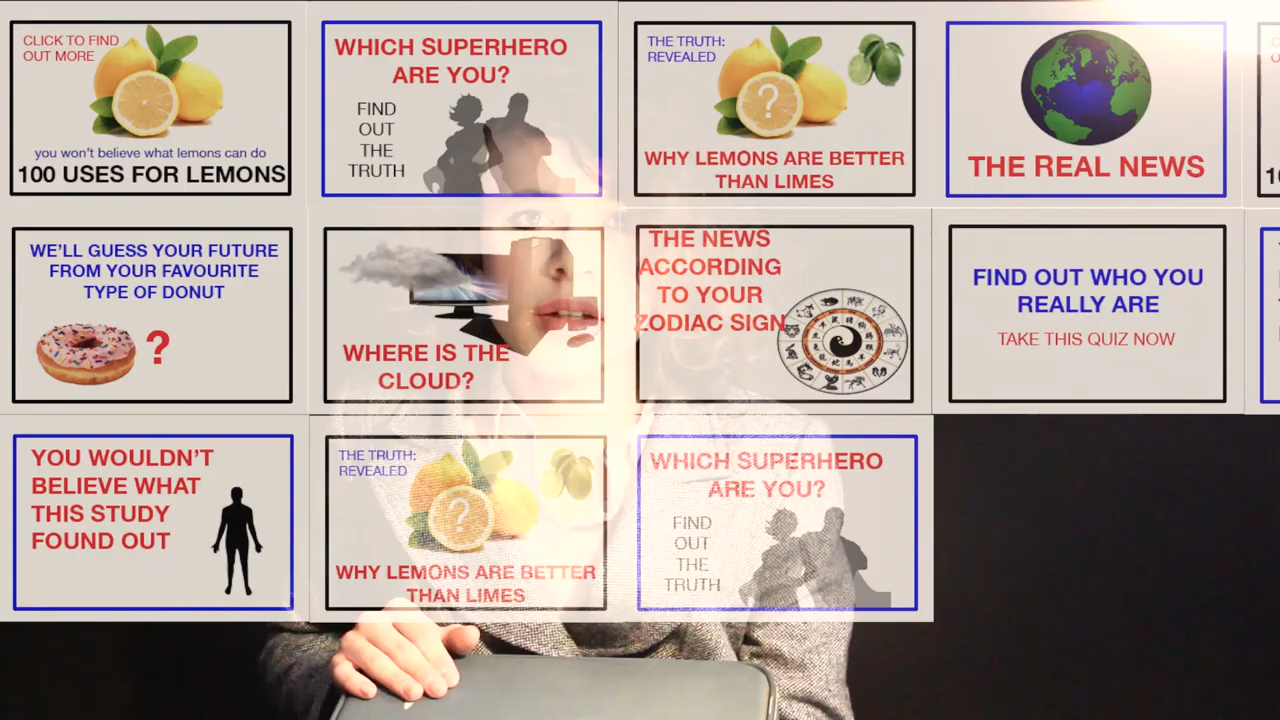 CLICK TO FIND
OUT MORE
you won't believe what lemons can do
100 USES FOR LEMONS
WHICH SUPERHERO
ARE YOU?
FIND
OUT
THE
TRUTH
THE TRUTH:
REVEALED
?
WHY LEMONS ARE BETTER
THAN LIMES
THE REAL NEWS
WE'LL GUESS YOUR FUTURE
FROM YOUR FAVOURITE
TYPE OF DONUT
?
WHERE IS THE
CLOUD?
THE NEWS
ACCORDING
TO YOUR
ZODIAC SIGN
FIND OUT WHO YOU
REALLY ARE
TAKE THIS QUIZ NOW
YOU WOULDN'T
BELIEVE WHAT
THIS STUDY
FOUND OUT
THE TRUTH:
REVEALED
?
WHY LEMONS ARE BETTER
THAN LIMES
WHICH SUPERHERO
ARE YOU?
FIND
OUT
THE
TRUTH